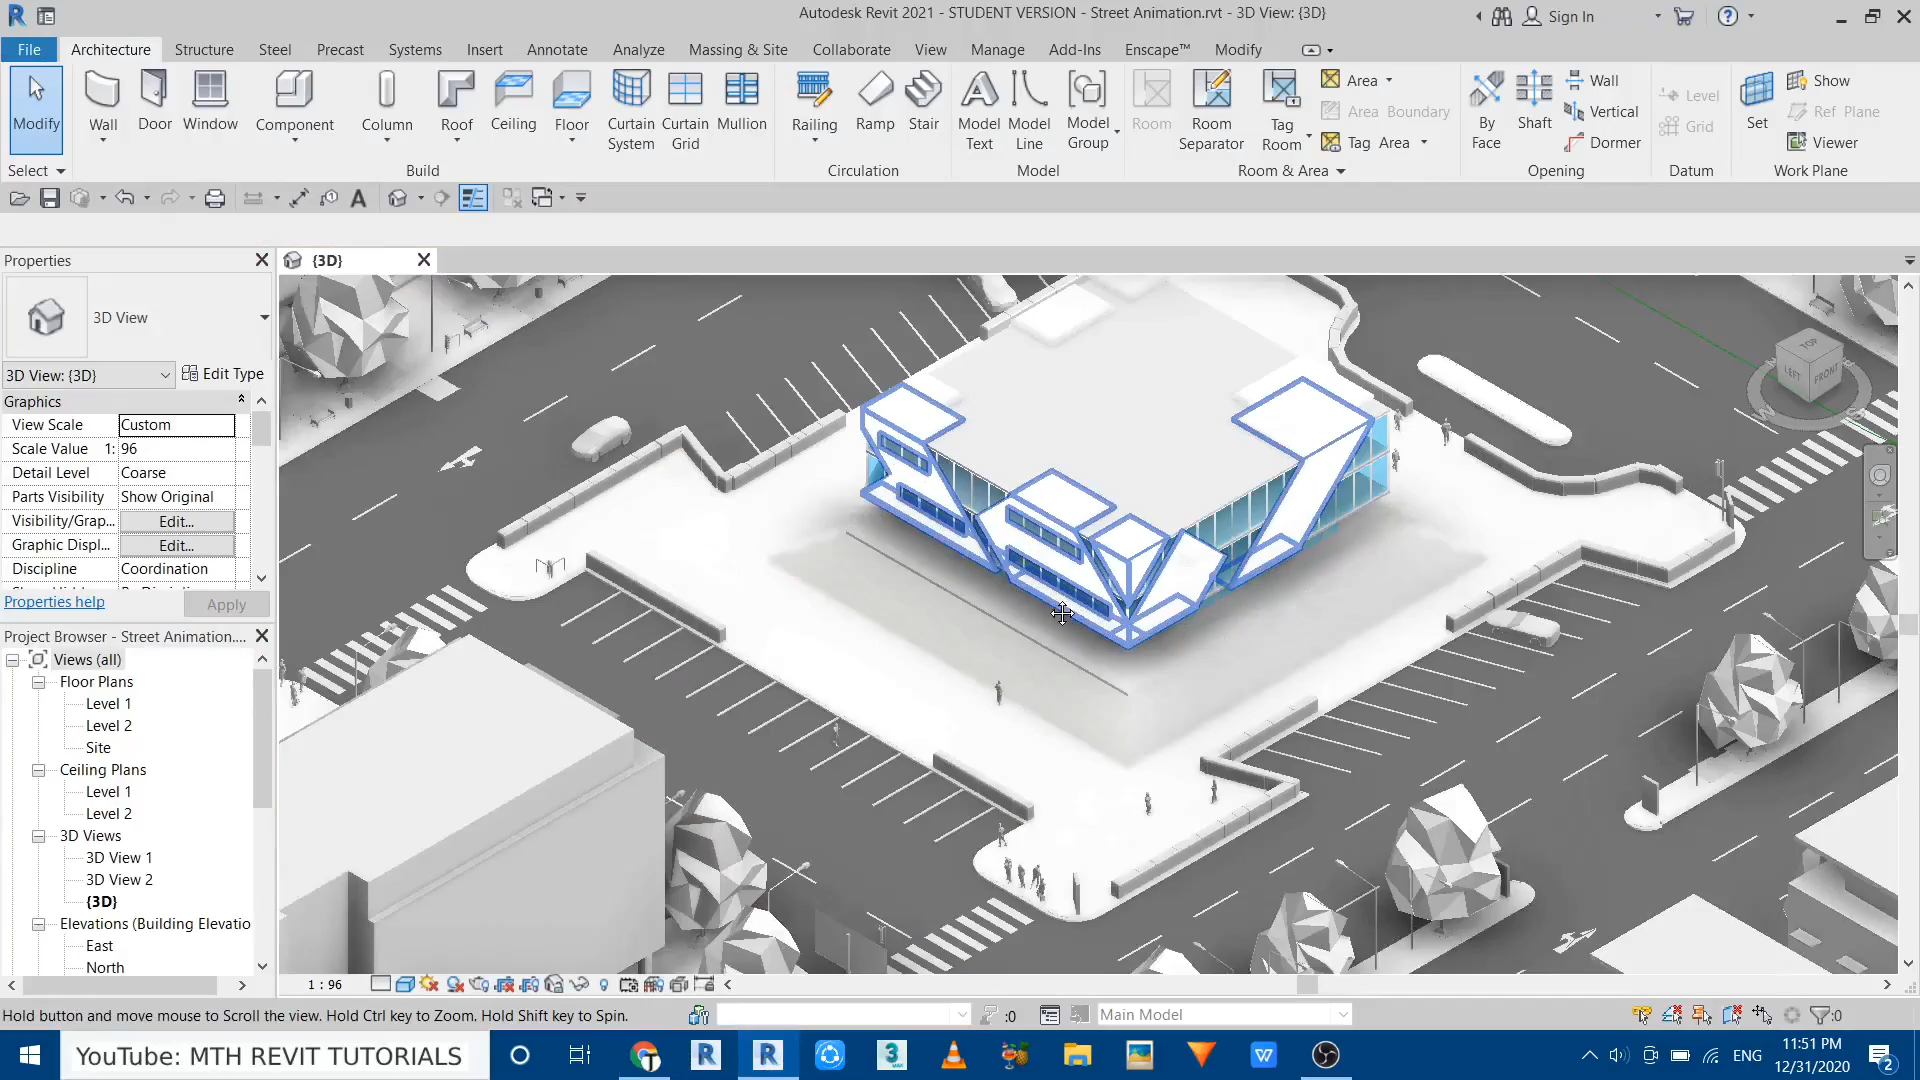 Autodesk Revit 2021 - STUDENT VERSION - Street Animation.rvt - 3D View: {3D}
Sign In
File Architecture Structure Steel Precast Systems Insert Annotate Analyze Massing & Site Collaborate View Manage Add-Ins Enscape™ Modify
Modify Wall Door Window Component Column Roof Ceiling Floor Curtain System Curtain Grid Mullion Railing Ramp Stair Model Text Model Line Model Group Room Room Separator Tag Room
Area
Area Boundary
Tag Area
By Face Shaft
Wall
Vertical
Dormer
Level
Grid
Set
Show
Ref Plane
Viewer
Select Build Circulation Model Room & Area Opening Datum Work Plane
Properties
{3D}
3D View
3D View: {3D} Edit Type
Graphics
View Scale Custom
Scale Value 1: 96
Detail Level Coarse
Parts Visibility Show Original
Visibility/Grap... Edit...
Graphic Displ... Edit...
Discipline Coordination
Properties help Apply
Project Browser - Street Animation....
Views (all)
Floor Plans
Level 1
Level 2
Site
Ceiling Plans
Level 1
Level 2
3D Views
3D View 1
3D View 2
{3D}
Elevations (Building Elevatio
East
North
TOP
LEFT FRONT
W S
1 : 96
Hold button and move mouse to Scroll the view. Hold Ctrl key to Zoom. Hold Shift key to Spin.
:0
Main Model
:0
YouTube: MTH REVIT TUTORIALS
ENG
11:51 PM
12/31/2020
2